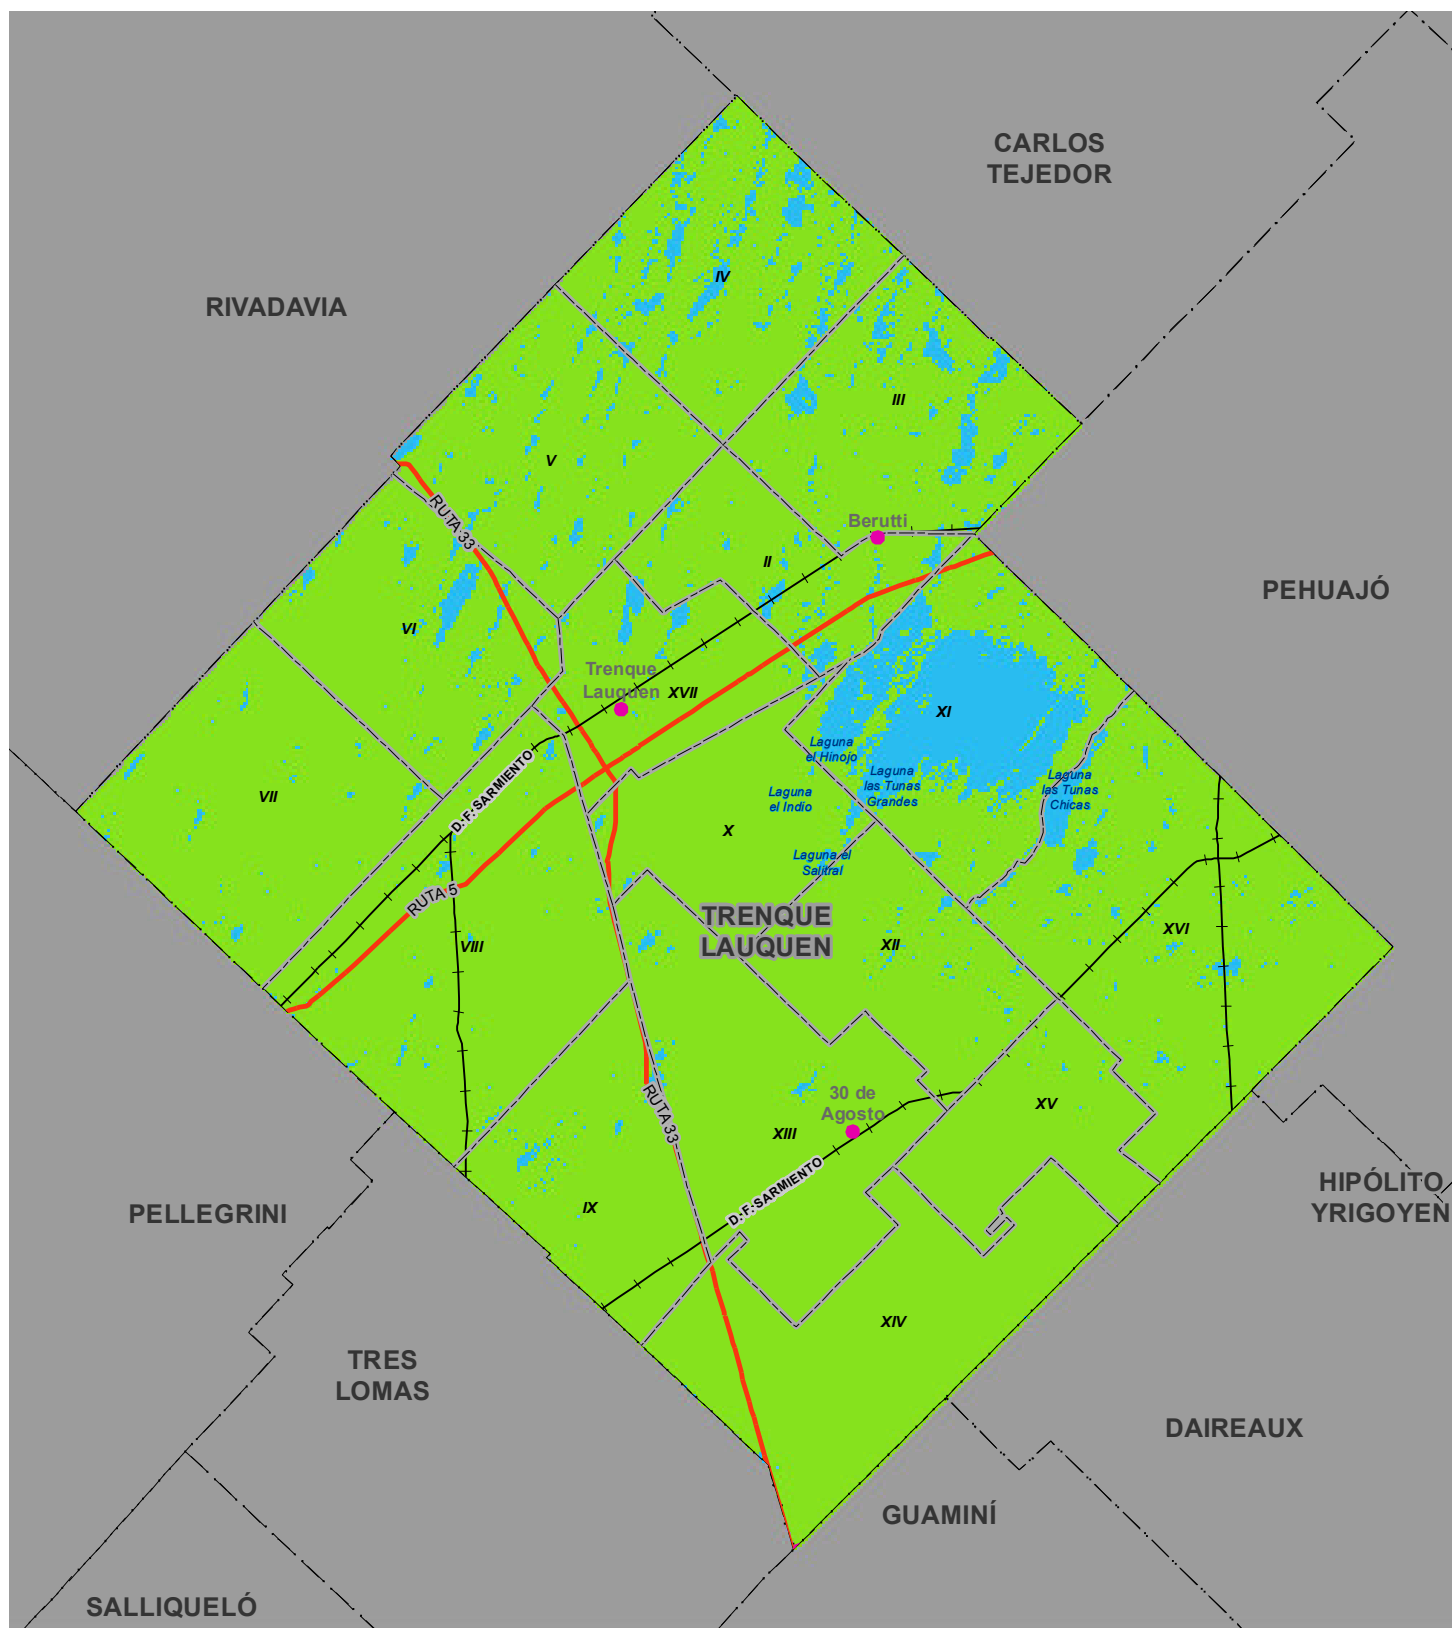 CARLOS
TEJEDOR
IV
RIVADAVIA
III
V
RUTA 33
Berutti
II
PEHUAJÓ
VI
Trenque
Lauquen
XVII
XI
Laguna
el Hinojo
Laguna
las Tunas
Grandes
Laguna
las Tunas
Chicas
Laguna
el Indio
VII
D.F. SARMIENTO
X
Laguna el
Salitral
RUTA 5
TRENQUE
LAUQUEN
VIII
XII
XVI
30 de
Agosto
RUTA 33
XV
XIII
D.F. SARMIENTO
HIPÓLITO
YRIGOYEN
PELLEGRINI
IX
XIV
TRES
LOMAS
DAIREAUX
GUAMINÍ
SALLIQUELÓ